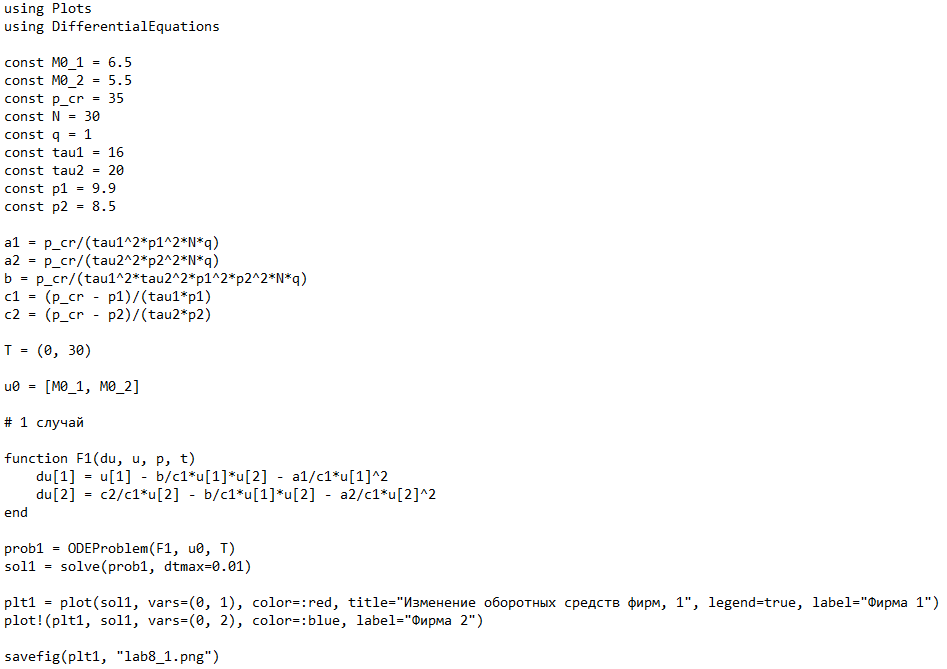 using Plots
using DifferentialEquations

const M0_1 = 6.5
const M0_2 = 5.5
const p_cr = 35
const N = 30
const q = 1
const tau1 = 16
const tau2 = 20
const p1 = 9.9
const p2 = 8.5

a1 = p_cr/(tau1^2*p1^2*N*q)
a2 = p_cr/(tau2^2*p2^2*N*q)
b = p_cr/(tau1^2*tau2^2*p1^2*p2^2*N*q)
c1 = (p_cr - p1)/(tau1*p1)
c2 = (p_cr - p2)/(tau2*p2)

T = (0, 30)

u0 = [M0_1, M0_2]

# 1 случай

function F1(du, u, p, t)
    du[1] = u[1] - b/c1*u[1]*u[2] - a1/c1*u[1]^2
    du[2] = c2/c1*u[2] - b/c1*u[1]*u[2] - a2/c1*u[2]^2
end

prob1 = ODEProblem(F1, u0, T)
sol1 = solve(prob1, dtmax=0.01)

plt1 = plot(sol1, vars=(0, 1), color=:red, title="Изменение оборотных средств фирм, 1", legend=true, label="Фирма 1")
plot!(plt1, sol1, vars=(0, 2), color=:blue, label="Фирма 2")

savefig(plt1, "lab8_1.png")